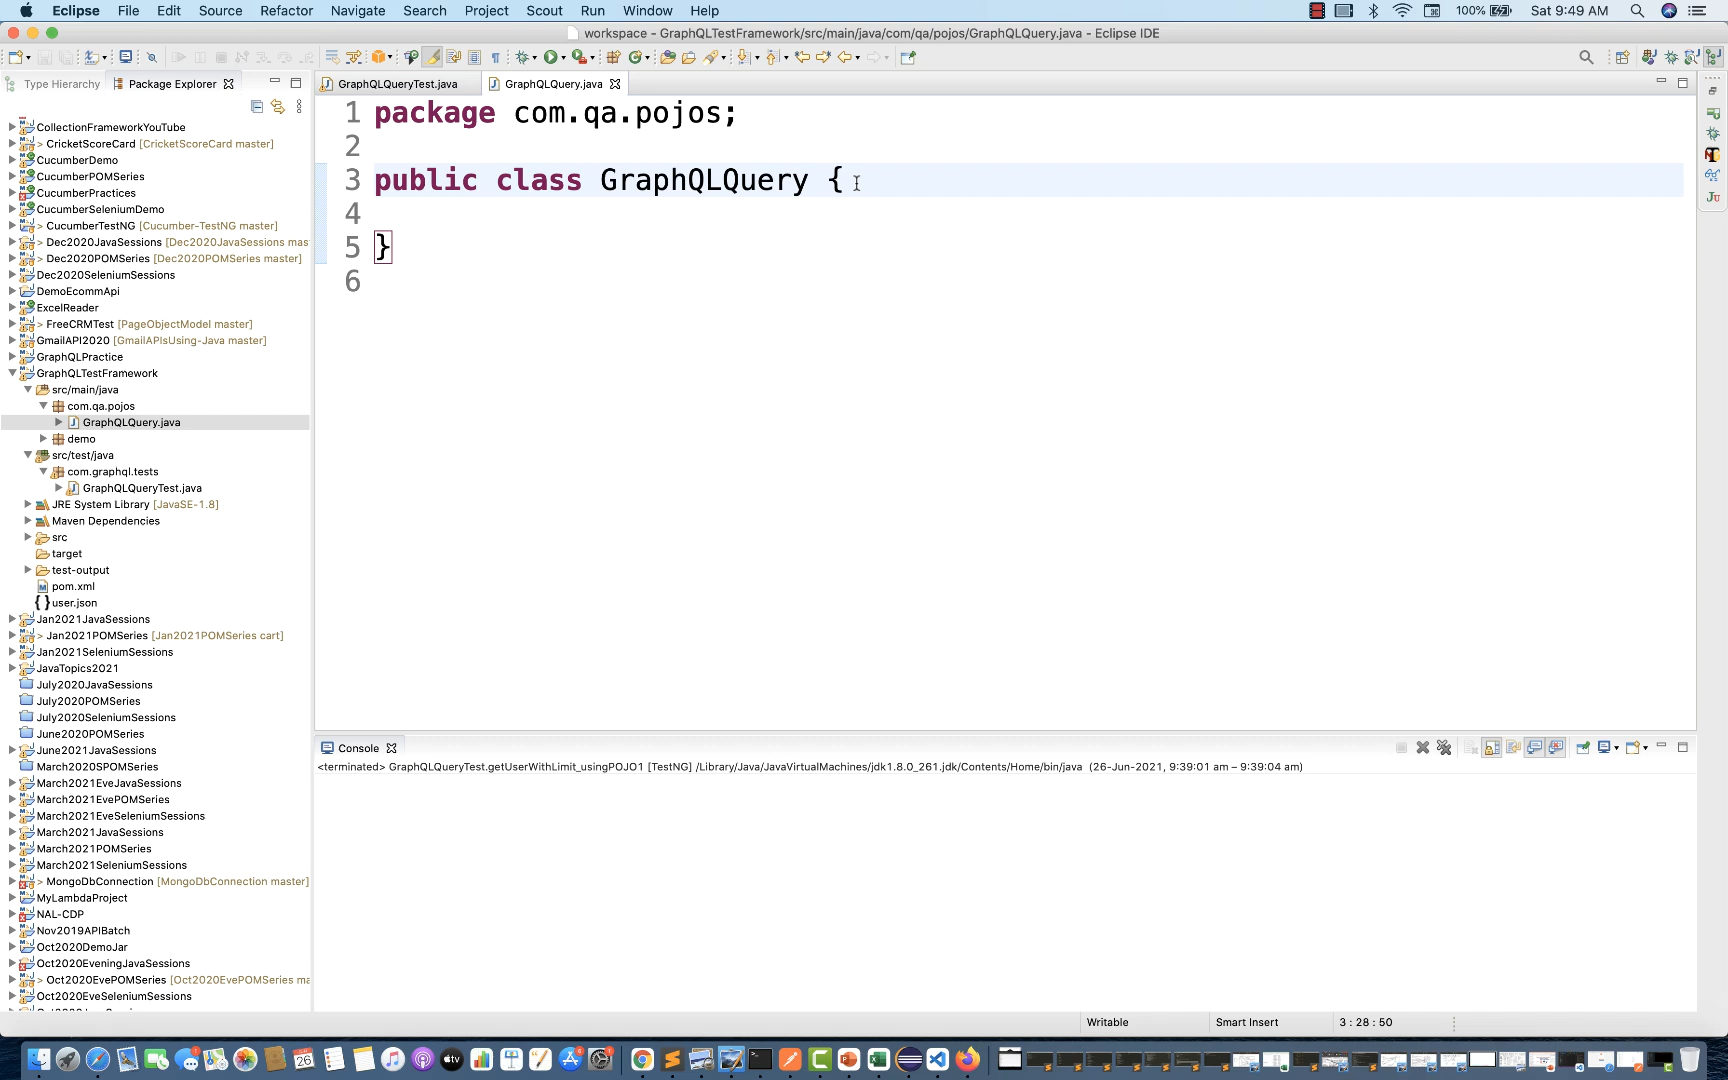 Eclipse File Edit Source Refactor Navigate Search Project Scout Run Window Help 100% Sat 9:49 AM
workspace - GraphQLTestFramework/src/main/java/com/qa/pojos/GraphQLQuery.java - Eclipse IDE
Type Hierarchy Package Explorer
GraphQLQueryTest.java GraphQLQuery.java
CollectionFrameworkYouTube
> CricketScoreCard [CricketScoreCard master]
CucumberDemo
CucumberPOMSeries
CucumberPractices
CucumberSeleniumDemo
CucumberTestNG [Cucumber-TestNG master]
> Dec2020JavaSessions [Dec2020JavaSessions mas
> Dec2020POMSeries [Dec2020POMSeries master]
Dec2020SeleniumSessions
DemoEcommApi
ExcelReader
> FreeCRMTest [PageObjectModel master]
GmailAPI2020 [GmailAPIsUsing-Java master]
GraphQLPractice
GraphQLTestFramework
src/main/java
com.qa.pojos
GraphQLQuery.java
demo
src/test/java
com.graphql.tests
GraphQLQueryTest.java
JRE System Library [JavaSE-1.8]
Maven Dependencies
src
target
test-output
pom.xml
user.json
Jan2021JavaSessions
> Jan2021POMSeries [Jan2021POMSeries cart]
Jan2021SeleniumSessions
JavaTopics2021
July2020JavaSessions
July2020POMSeries
July2020SeleniumSessions
June2020POMSeries
June2021JavaSessions
March2020SPOMSeries
March2021EveJavaSessions
March2021EvePOMSeries
March2021EveSeleniumSessions
March2021JavaSessions
March2021POMSeries
March2021SeleniumSessions
> MongoDbConnection [MongoDbConnection master]
MyLambdaProject
NAL-CDP
Nov2019APIBatch
Oct2020DemoJar
Oct2020EveningJavaSessions
> Oct2020EvePOMSeries [Oct2020EvePOMSeries ma
Oct2020EveSeleniumSessions
1 package com.qa.pojos;
2
3 public class GraphQLQuery {
4
5 }
6
Console
<terminated> GraphQLQueryTest.getUserWithLimit_usingPOJO1 [TestNG] /Library/Java/JavaVirtualMachines/jdk1.8.0_261.jdk/Contents/Home/bin/java (26-Jun-2021, 9:39:01 am – 9:39:04 am)
Writable Smart Insert 3 : 28 : 50